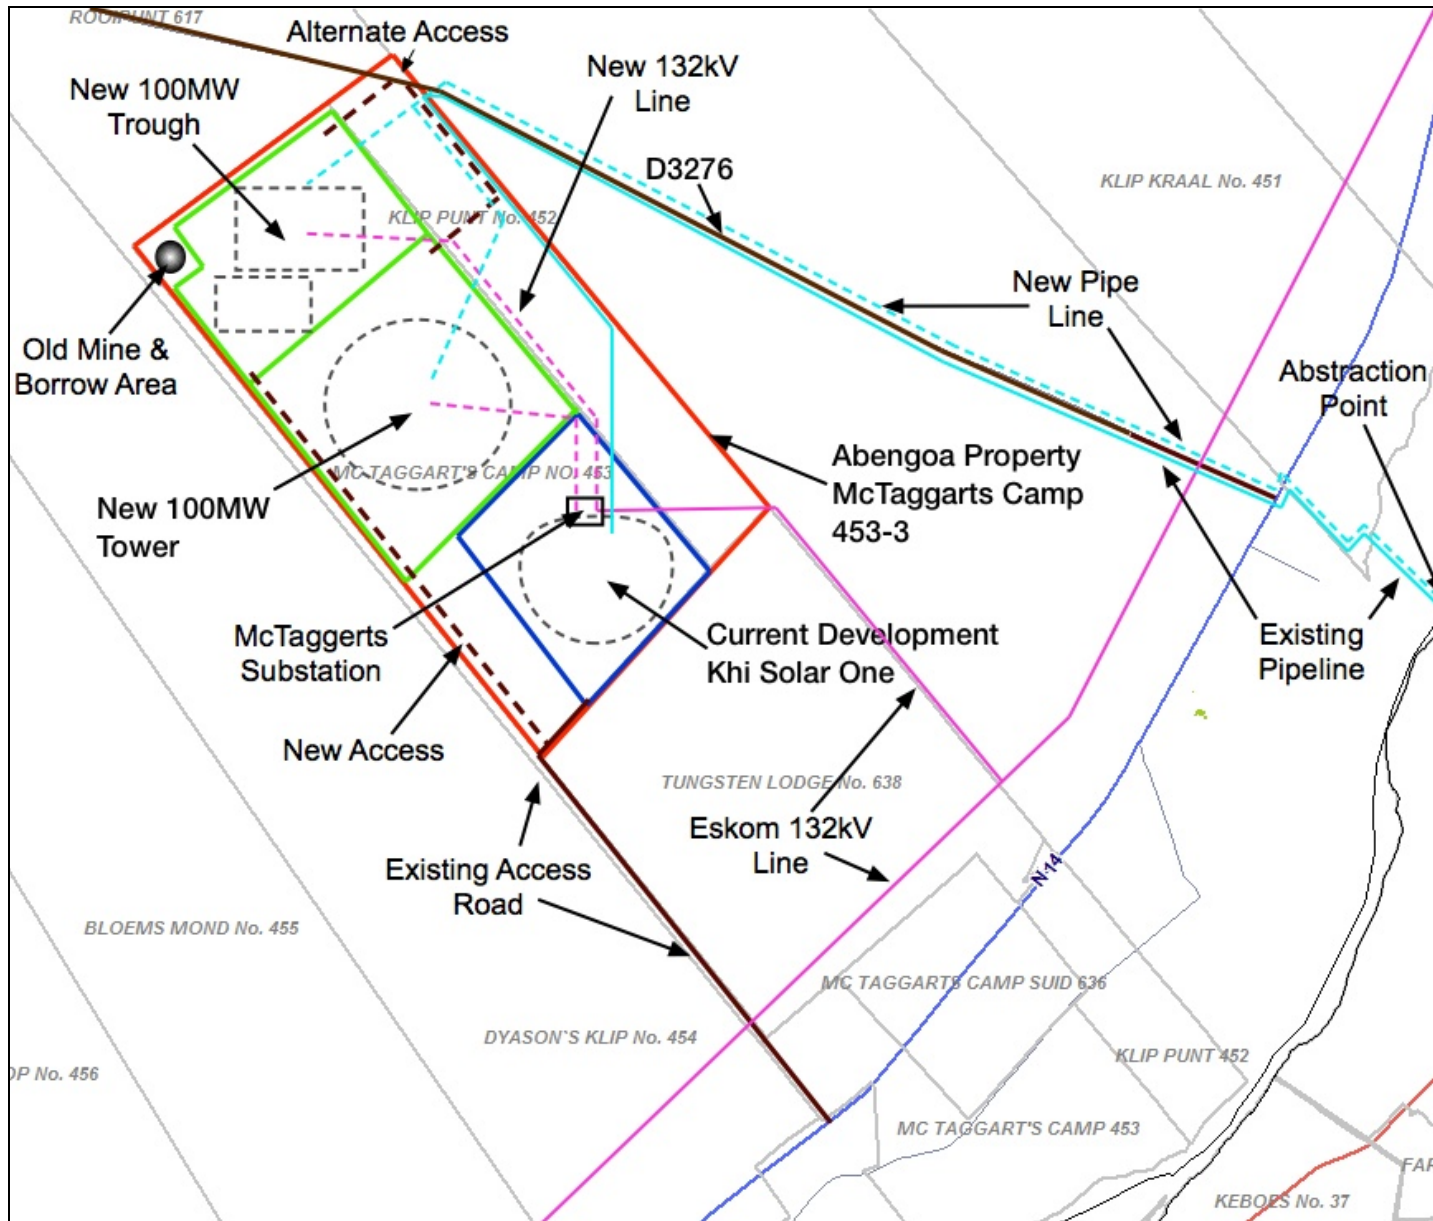 ROOIPUNT 617
Alternate Access
New 100MW
Trough
New 132kV
Line
D3276
KLIP KRAAL No. 451
KLIP PUNT No. 452
New Pipe
Line
Old Mine &
Borrow Area
Abstraction
Point
Abengoa Property
McTaggarts Camp
453-3
MC TAGGART'S CAMP NO. 453
New 100MW
Tower
McTaggerts
Substation
Current Development
Khi Solar One
Existing
Pipeline
New Access
TUNGSTEN LODGE No. 638
Eskom 132kV
Line
Existing Access
Road
N-14
BLOEMS MOND No. 455
MC TAGGARTS CAMP SUID 636
DYASON'S KLIP No. 454
KLIP PUNT 452
OP No. 456
MC TAGGART'S CAMP 453
FAR
KEBOES No. 37